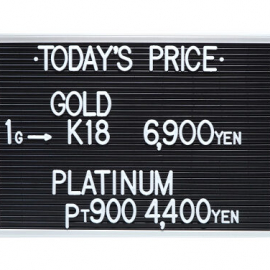 ·TODAY'S PRICE·
GOLD
1G→ K18 6,900YEN
PLATINUM
PT900 4,400YEN